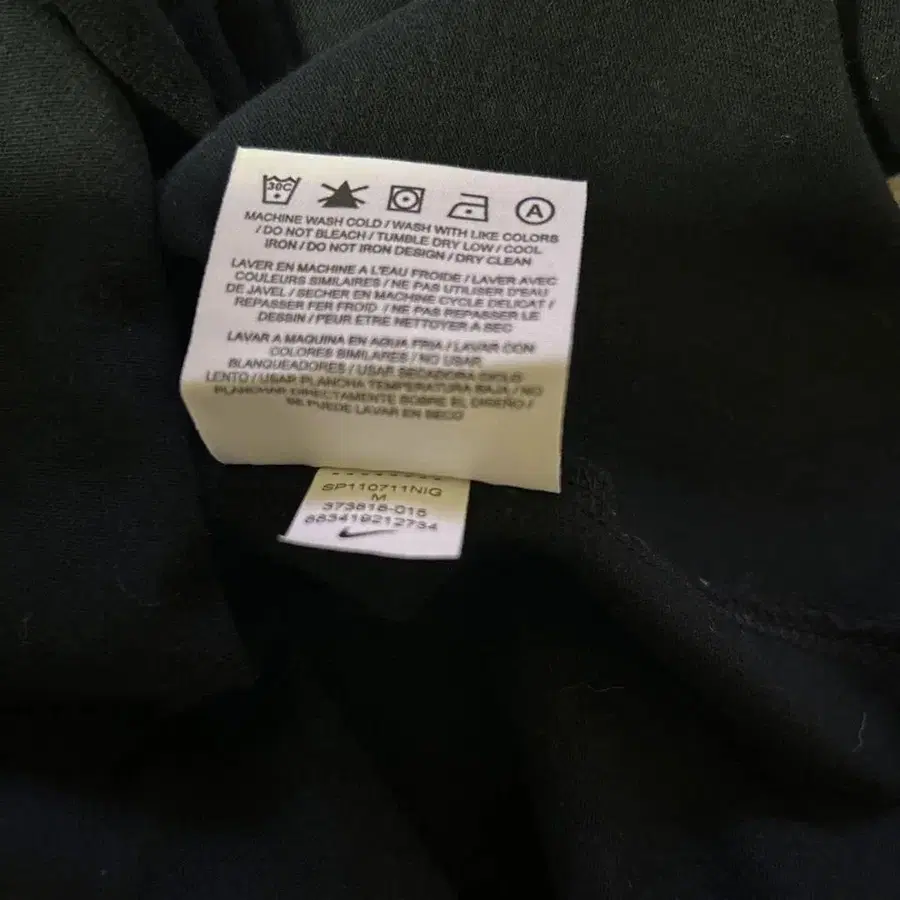 30C
A
MACHINE WASH COLD / WASH WITH LIKE COLORS
/ DO NOT BLEACH / TUMBLE DRY LOW / COOL
IRON / DO NOT IRON DESIGN / DRY CLEAN
LAVER EN MACHINE A L'EAU FROIDE / LAVER AVEC
COULEURS SIMILAIRES / NE PAS UTILISER D'EAU
DE JAVEL / SECHER EN MACHINE CYCLE DELICAT /
REPASSER FER FROID / NE PAS REPASSER LE
DESSIN / PEUR ETRE NETTOYER A SEC
LAVAR A MAQUINA EN AGUA FRIA / LAVAR CON
COLORES SIMILARES / NO USAR
BLANQUEADORES / USAR SECADORA CICLO
LENTO / USAR PLANCHA TEMPERATURA BAJA / NO
PLANCHAR DIRECTAMENTE SOBRE EL DISEÑO /
SE PUEDE LAVAR EN SECO
SP110711NIG
M
373818-015
883419212734